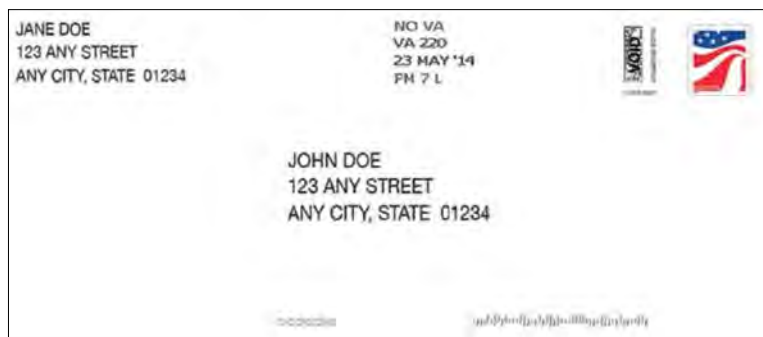 JANE DOE
123 ANY STREET
ANY CITY, STATE 01234
NO VA
VA 220
23 MAY '14
PM 7 L
JOHN DOE
123 ANY STREET
ANY CITY, STATE 01234